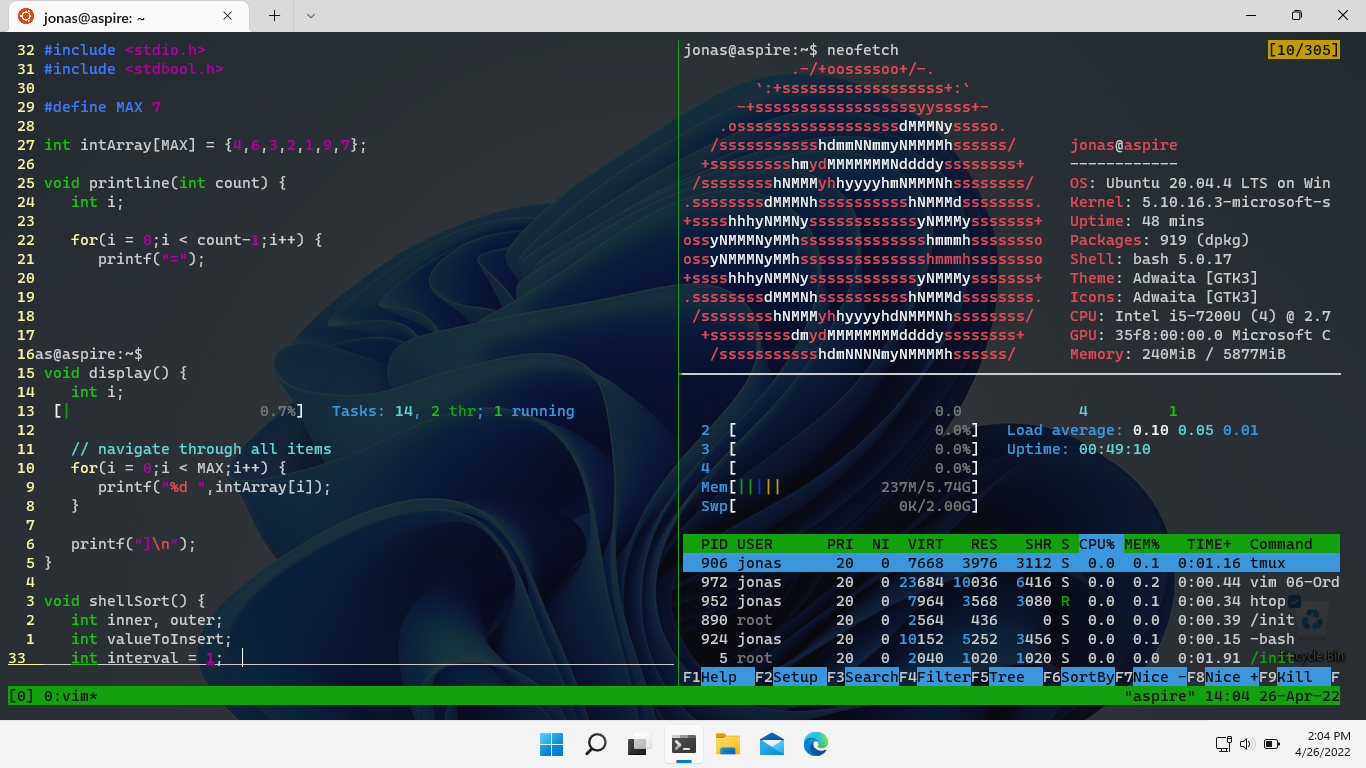 jonas@aspire: ~
32 #include <stdio.h>
31 #include <stdbool.h>
30
29 #define MAX 7
28
27 int intArray[MAX] = {4,6,3,2,1,9,7};
26
25 void printline(int count) {
24    int i;
23
22    for(i = 0;i < count-1;i++) {
21       printf("=");
20
19
18
17
16as@aspire:~$
15 void display() {
14    int i;
13  [|                     0.7%]   Tasks: 14, 2 thr; 1 running
12
11    // navigate through all items
10    for(i = 0;i < MAX;i++) {
9       printf("%d ",intArray[i]);
8    }
7
6    printf("]\n");
5 }
4
3 void shellSort() {
2    int inner, outer;
1    int valueToInsert;
33    int interval = 1;
jonas@aspire:~$ neofetch
[10/305]
.-/+oossssoo+/-.
`:+ssssssssssssssssss+:`
-+ssssssssssssssssssyyssss+-
.ossssssssssssssssssdMMMNysssso.
/ssssssssssshdmmNNmmyNMMMMhssssss/
+ssssssssshmydMMMMMMMNddddyssssssss+
/sssssssshNMMMyhhyyyyhmNMMMNhssssssss/
.ssssssssdMMMNhsssssssssshNMMMdssssssss.
+sssshhhyNMMNyssssssssssssyNMMMysssssss+
ossyNMMMNyMMhsssssssssssssshmmmhssssssso
ossyNMMMNyMMhsssssssssssssshmmmhssssssso
+sssshhhyNMMNyssssssssssssyNMMMysssssss+
.ssssssssdMMMNhsssssssssshNMMMdssssssss.
/sssssssshNMMMyhhyyyyhdNMMMNhssssssss/
+sssssssssdmydMMMMMMMMddddyssssssss+
/ssssssssssshdmNNNNmyNMMMMhssssss/
jonas@aspire
------------
OS: Ubuntu 20.04.4 LTS on Win
Kernel: 5.10.16.3-microsoft-s
Uptime: 48 mins
Packages: 919 (dpkg)
Shell: bash 5.0.17
Theme: Adwaita [GTK3]
Icons: Adwaita [GTK3]
CPU: Intel i5-7200U (4) @ 2.7
GPU: 35f8:00:00.0 Microsoft C
Memory: 240MiB / 5877MiB
0.0             4         1
2  [                      0.0%]   Load average: 0.10 0.05 0.01
3  [                      0.0%]   Uptime: 00:49:10
4  [                      0.0%]
Mem[|||||           237M/5.74G]
Swp[                  0K/2.00G]
PID USER      PRI  NI  VIRT   RES   SHR S CPU% MEM%   TIME+  Command
906 jonas      20   0  7668  3976  3112 S  0.0  0.1  0:01.16 tmux
972 jonas      20   0 23684 10036  6416 S  0.0  0.2  0:00.44 vim 06-Ord
952 jonas      20   0  7964  3568  3080 R  0.0  0.1  0:00.34 htop
890 root       20   0  2564   436     0 S  0.0  0.0  0:00.39 /init
924 jonas      20   0 10152  5252  3456 S  0.0  0.1  0:00.15 -bash
5 root       20   0  2040  1020  1020 S  0.0  0.0  0:01.91 /init
Recycle Bin
F1Help  F2Setup F3SearchF4FilterF5Tree  F6SortByF7Nice -F8Nice +F9Kill  F
[0] 0:vim*
"aspire" 14:04 26-Apr-22
2:04 PM
4/26/2022